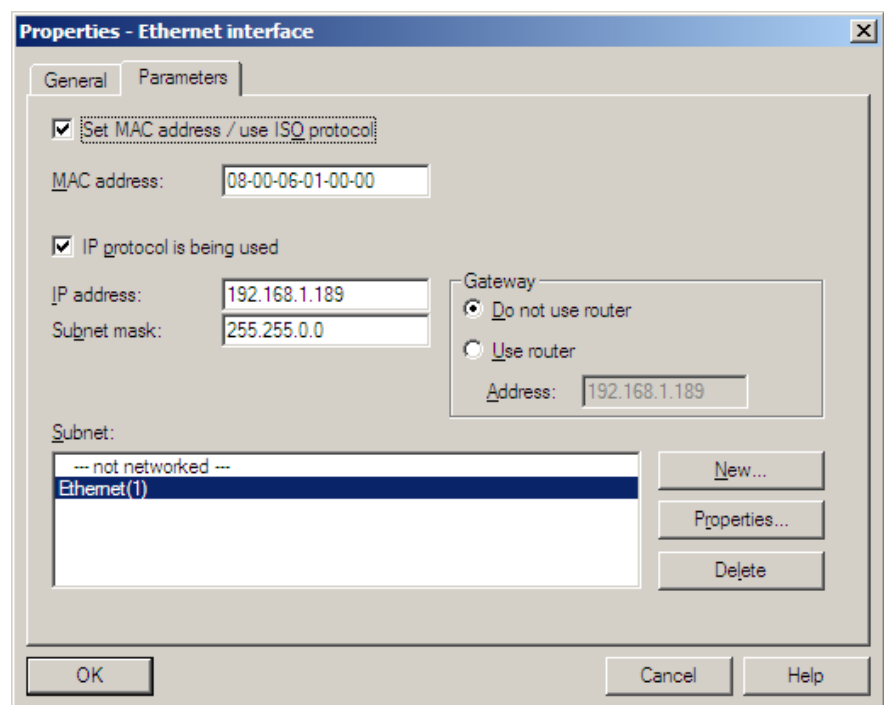 Properties - Ethernet interface
General Parameters
Set MAC address / use ISO protocol
MAC address: 08-00-06-01-00-00
IP protocol is being used
IP address: 192.168.1.189
Subnet mask: 255.255.0.0
Gateway
Do not use router
Use router
Address: 192.168.1.189
Subnet:
--- not networked ---
Ethernet(1)
New...
Properties...
Delete
OK Cancel Help